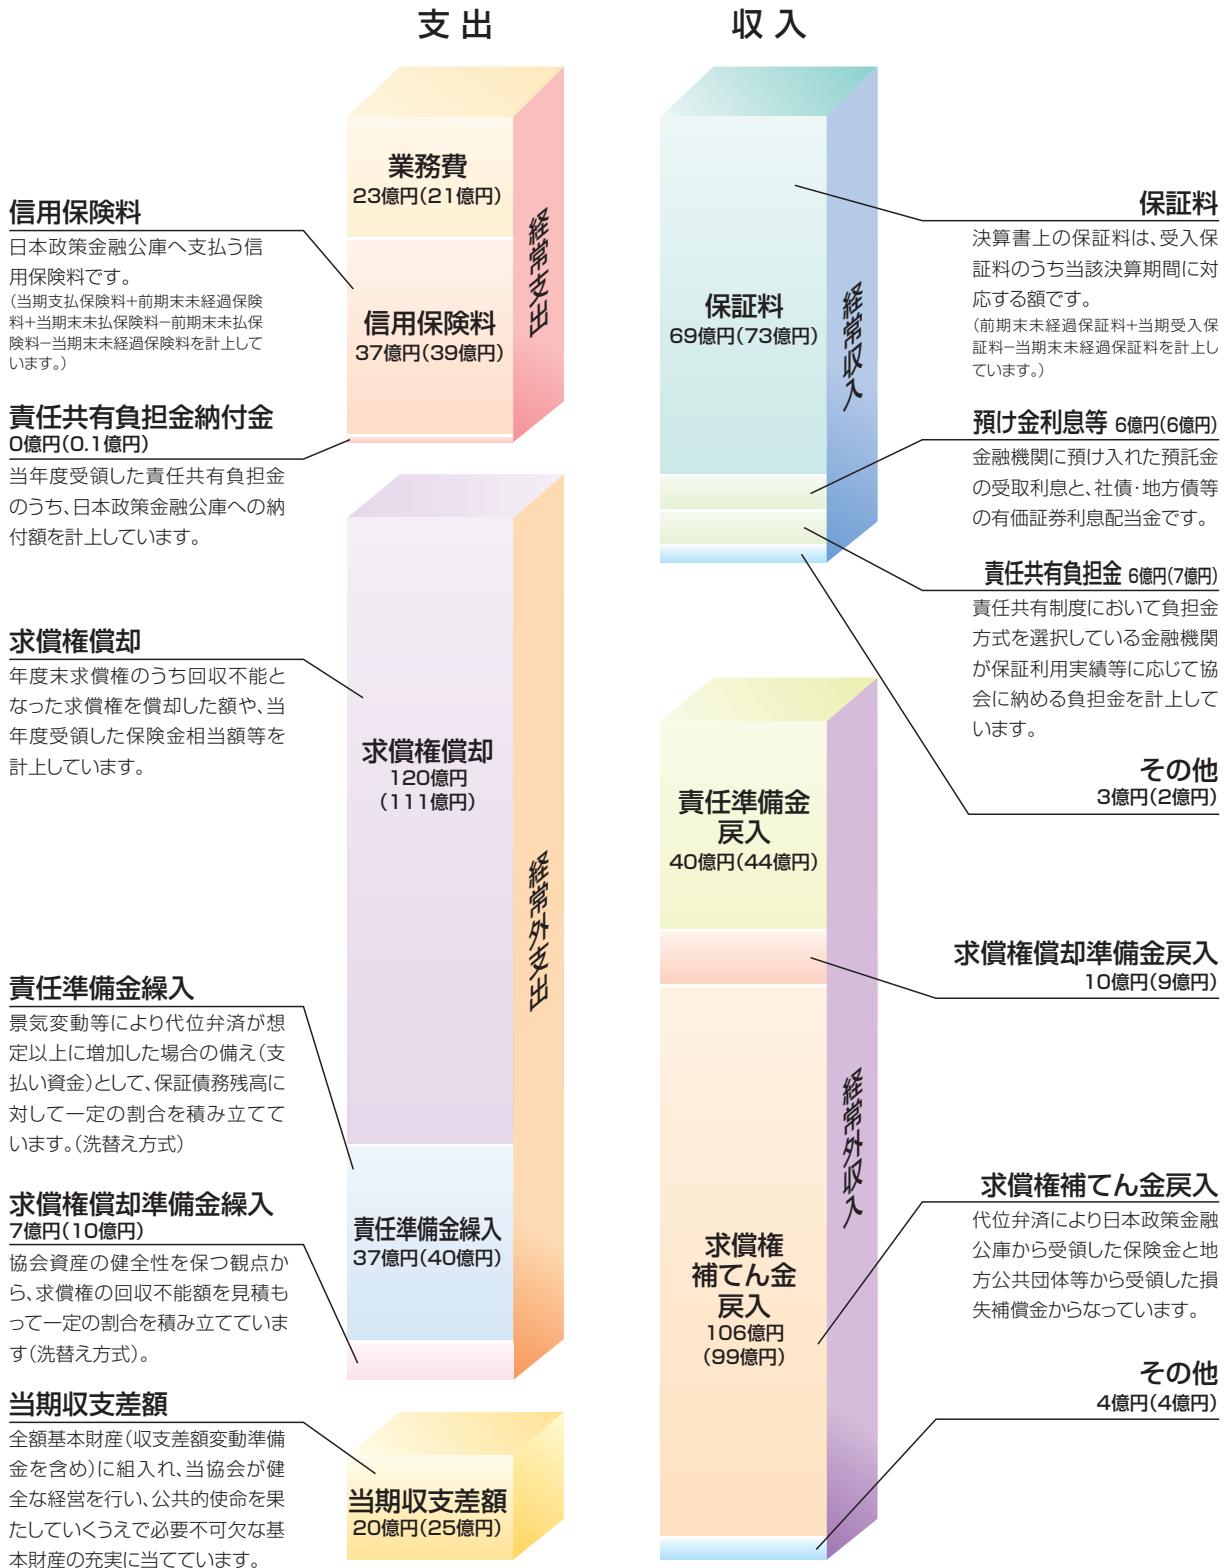 支出
収入
業務費
23億円(21億円)
信用保険料
37億円(39億円)
経常支出
信用保険料
日本政策金融公庫へ支払う信
用保険料です。
(当期支払保険料+前期末未経過保険
料+当期末未払保険料−前期末未払保
険料−当期末未経過保険料を計上して
います。)
責任共有負担金納付金
0億円(0.1億円)
当年度受領した責任共有負担金
のうち、日本政策金融公庫への納
付額を計上しています。
求償権償却
年度末求償権のうち回収不能と
なった求償権を償却した額や、当
年度受領した保険金相当額等を
計上しています。
求償権償却
120億円
(111億円)
経常外支出
責任準備金繰入
景気変動等により代位弁済が想
定以上に増加した場合の備え(支
払い資金)として、保証債務残高に
対して一定の割合を積み立てて
います。(洗替え方式)
責任準備金繰入
37億円(40億円)
求償権償却準備金繰入
7億円(10億円)
協会資産の健全性を保つ観点か
ら、求償権の回収不能額を見積も
って一定の割合を積み立てていま
す(洗替え方式)。
当期収支差額
全額基本財産(収支差額変動準備
金を含め)に組入れ、当協会が健
全な経営を行い、公共的使命を果
たしていくうえで必要不可欠な基
本財産の充実に当てています。
当期収支差額
20億円(25億円)
保証料
69億円(73億円)
経常収入
保証料
決算書上の保証料は、受入保
証料のうち当該決算期間に対
応する額です。
(前期末未経過保証料+当期受入保
証料−当期末未経過保証料を計上し
ています。)
預け金利息等 6億円(6億円)
金融機関に預け入れた預託金
の受取利息と、社債・地方債等
の有価証券利息配当金です。
責任共有負担金 6億円(7億円)
責任共有制度において負担金
方式を選択している金融機関
が保証利用実績等に応じて協
会に納める負担金を計上して
います。
その他
3億円(2億円)
責任準備金
戻入
40億円(44億円)
求償権償却準備金戻入
10億円(9億円)
経常外収入
求償権
補てん金
戻入
106億円
(99億円)
求償権補てん金戻入
代位弁済により日本政策金融
公庫から受領した保険金と地
方公共団体等から受領した損
失補償金からなっています。
その他
4億円(4億円)